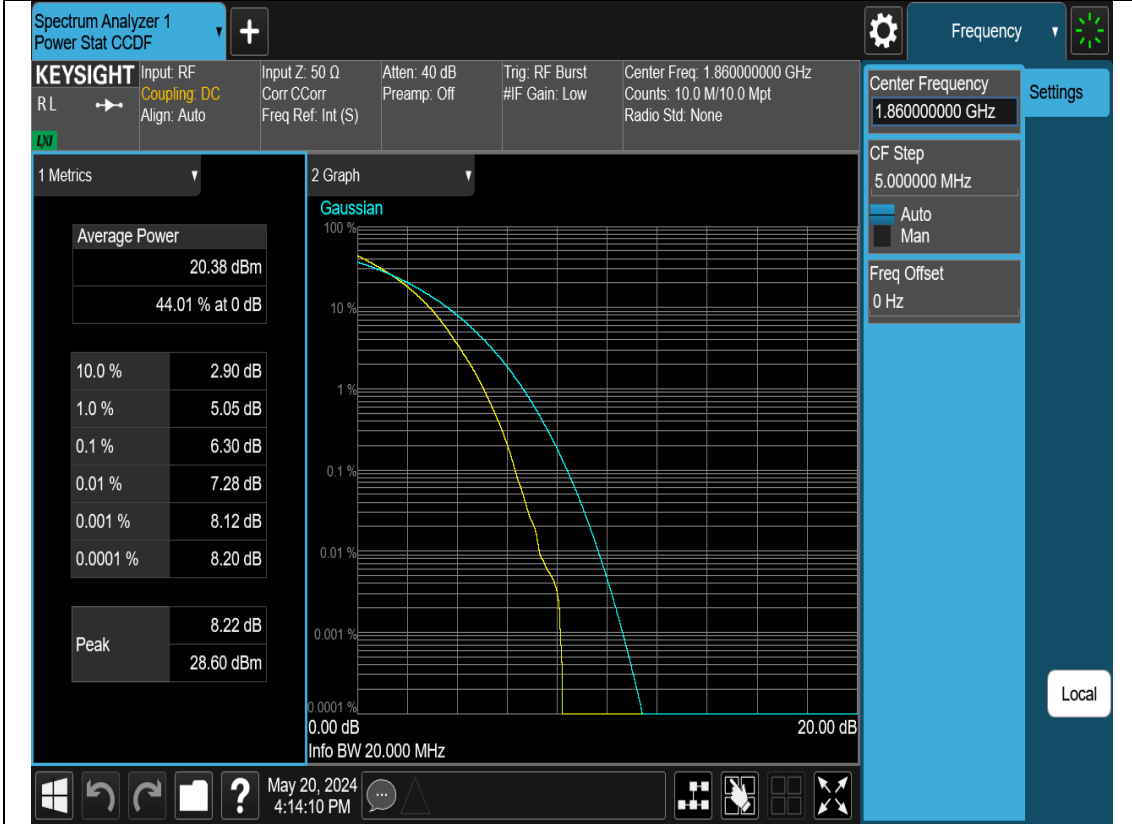 Spectrum Analyzer 1
Power Stat CCDF
Frequency
KEYSIGHT
RL
LXI
Input: RF
Coupling: DC
Align: Auto
Input Z: 50 Ω
Corr CCorr
Freq Ref: Int (S)
Atten: 40 dB
Preamp: Off
Trig: RF Burst
#IF Gain: Low
Center Freq: 1.860000000 GHz
Counts: 10.0 M/10.0 Mpt
Radio Std: None
1 Metrics
Average Power
20.38 dBm
44.01 % at 0 dB
10.0 % 2.90 dB
1.0 % 5.05 dB
0.1 % 6.30 dB
0.01 % 7.28 dB
0.001 % 8.12 dB
0.0001 % 8.20 dB
Peak
8.22 dB
28.60 dBm
2 Graph
Gaussian
100 %
10 %
1 %
0.1 %
0.01 %
0.001 %
0.0001 %
0.00 dB 20.00 dB
Info BW 20.000 MHz
Center Frequency
1.860000000 GHz
CF Step
5.000000 MHz
Auto
Man
Freq Offset
0 Hz
Settings
Local
?
May 20, 2024
4:14:10 PM